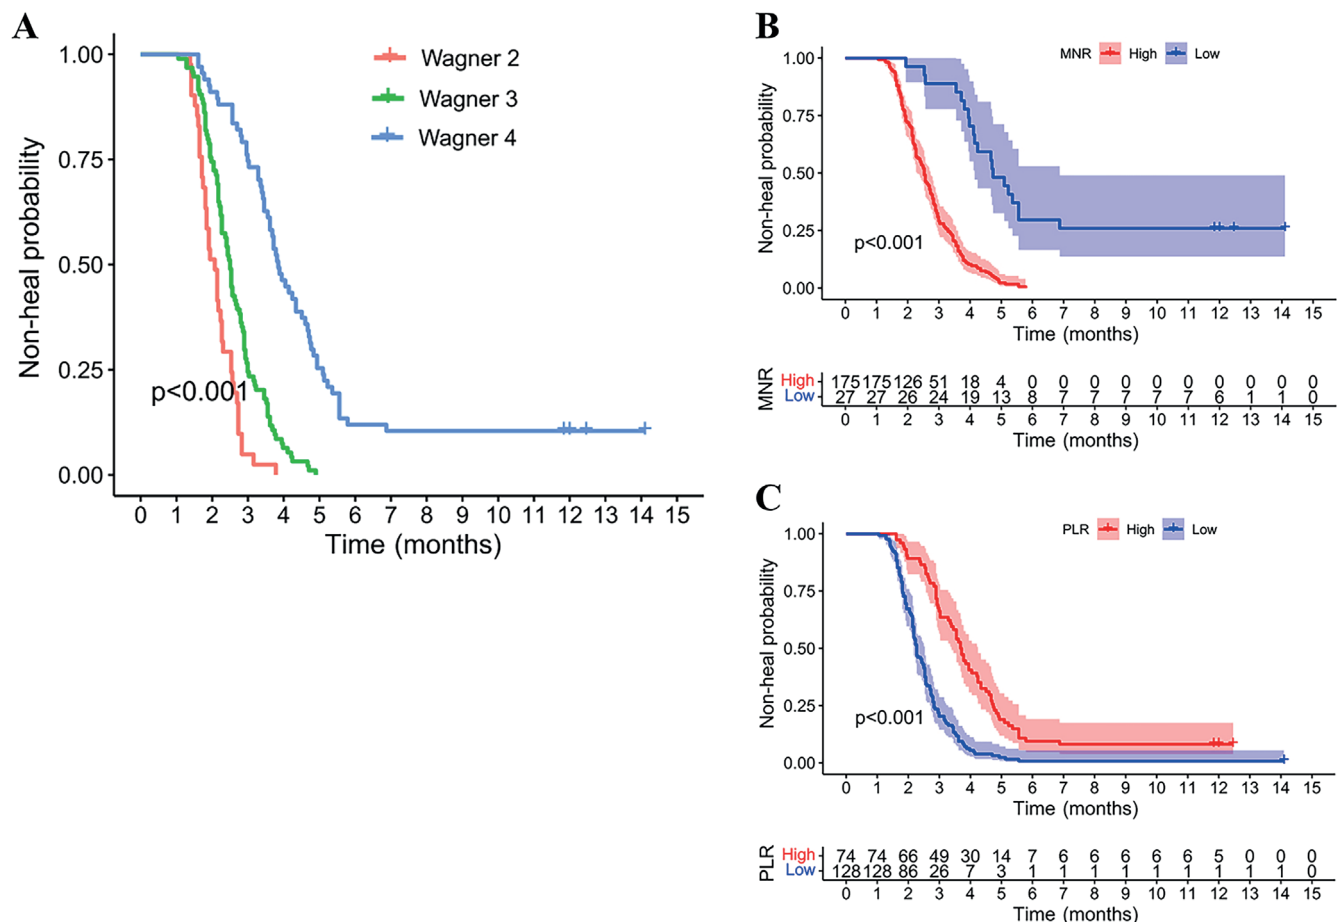 A
Wagner 2
Wagner 3
Wagner 4
Non-heal probability
1.00
0.75
0.50
0.25
0.00
p<0.001
0 1 2 3 4 5 6 7 8 9 10 11 12 13 14 15
Time (months)
B
MNR High Low
Non-heal probability
1.00
0.75
0.50
0.25
0.00
p<0.001
0 1 2 3 4 5 6 7 8 9 10 11 12 13 14 15
Time (months)
MNR
High 175 175 126 51 18 4 0 0 0 0 0 0 0 0 0 0
Low 27 27 26 24 19 13 8 7 7 7 7 7 6 1 1 0
0 1 2 3 4 5 6 7 8 9 10 11 12 13 14 15
Time (months)
C
PLR High Low
Non-heal probability
1.00
0.75
0.50
0.25
0.00
p<0.001
0 1 2 3 4 5 6 7 8 9 10 11 12 13 14 15
Time (months)
PLR
High 74 74 66 49 30 14 7 6 6 6 6 6 5 0 0 0
Low 128 128 86 26 7 3 1 1 1 1 1 1 1 1 1 0
0 1 2 3 4 5 6 7 8 9 10 11 12 13 14 15
Time (months)